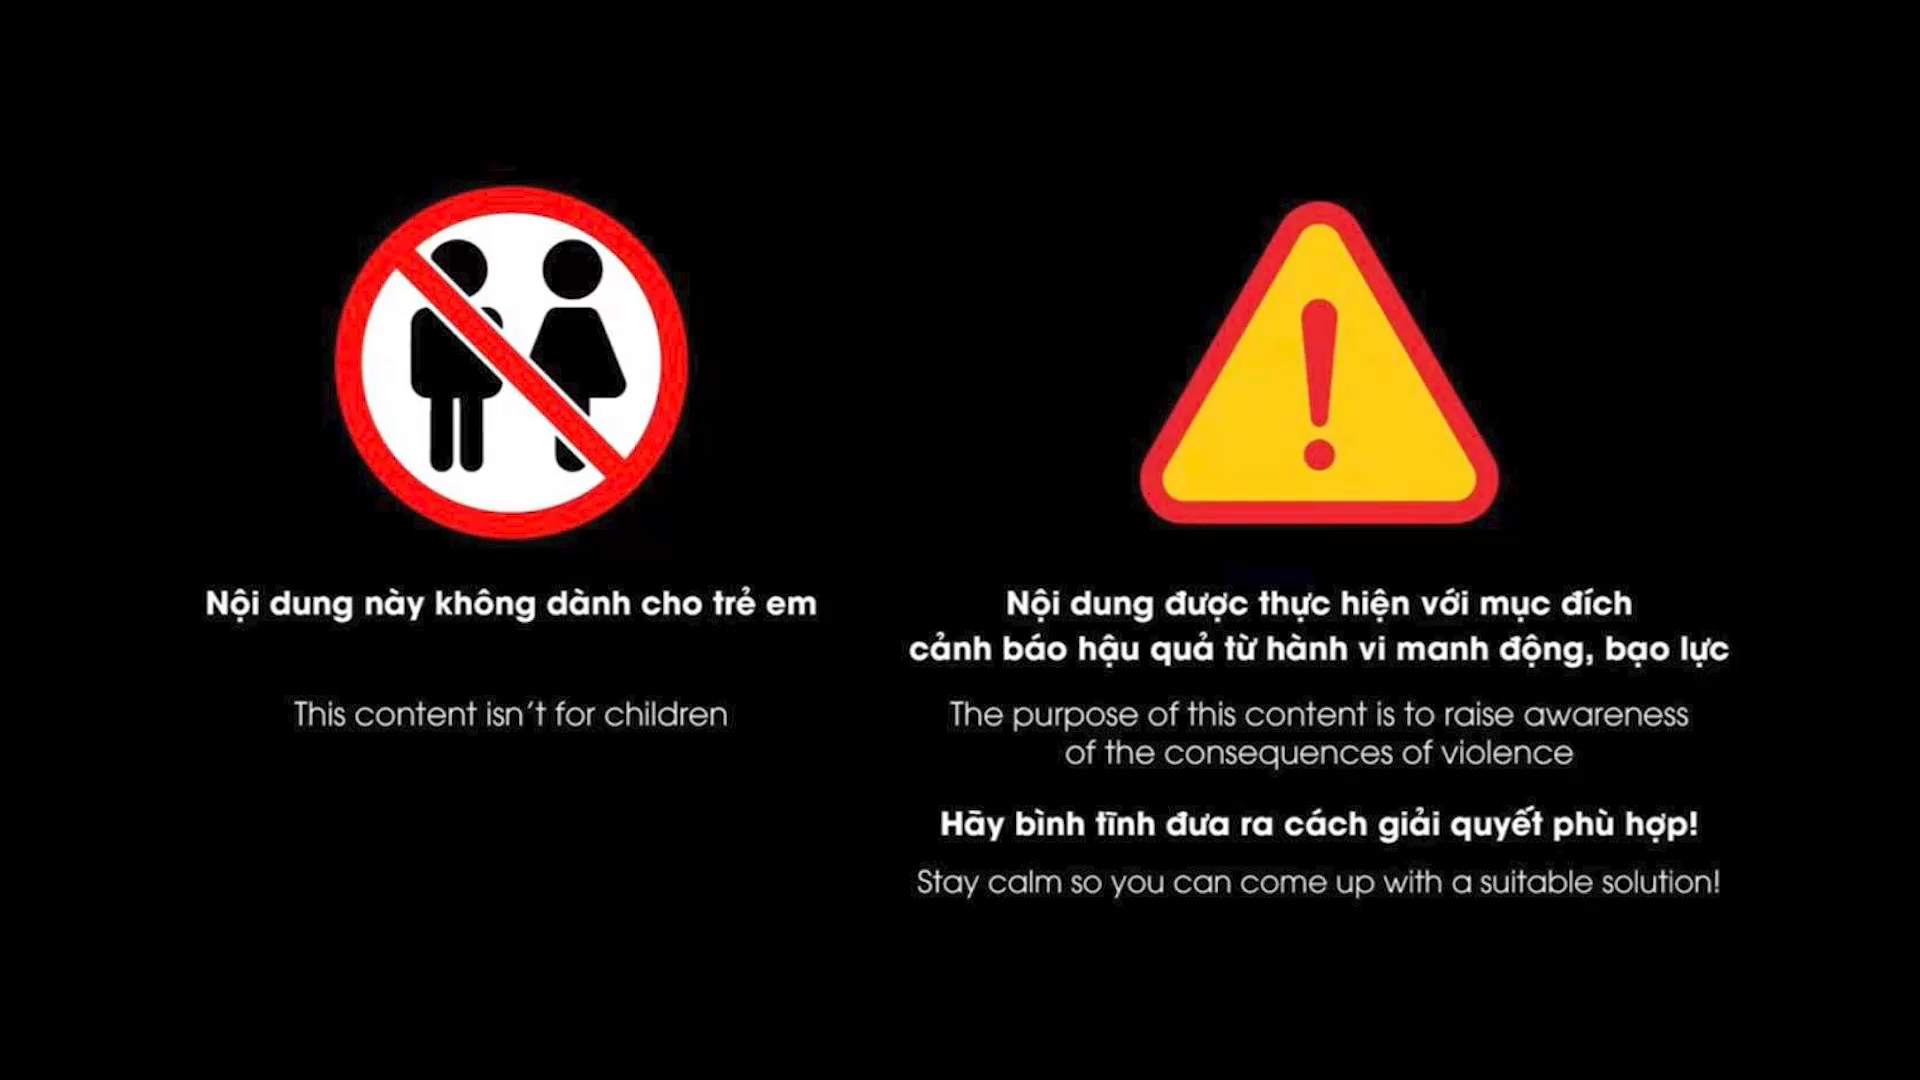 Nội dung này không dành cho trẻ em
This content isn't for children
Nội dung được thực hiện với mục đích
cảnh báo hậu quả từ hành vi manh động, bạo lực
The purpose of this content is to raise awareness
of the consequences of violence
Hãy bình tĩnh đưa ra cách giải quyết phù hợp!
Stay calm so you can come up with a suitable solution!